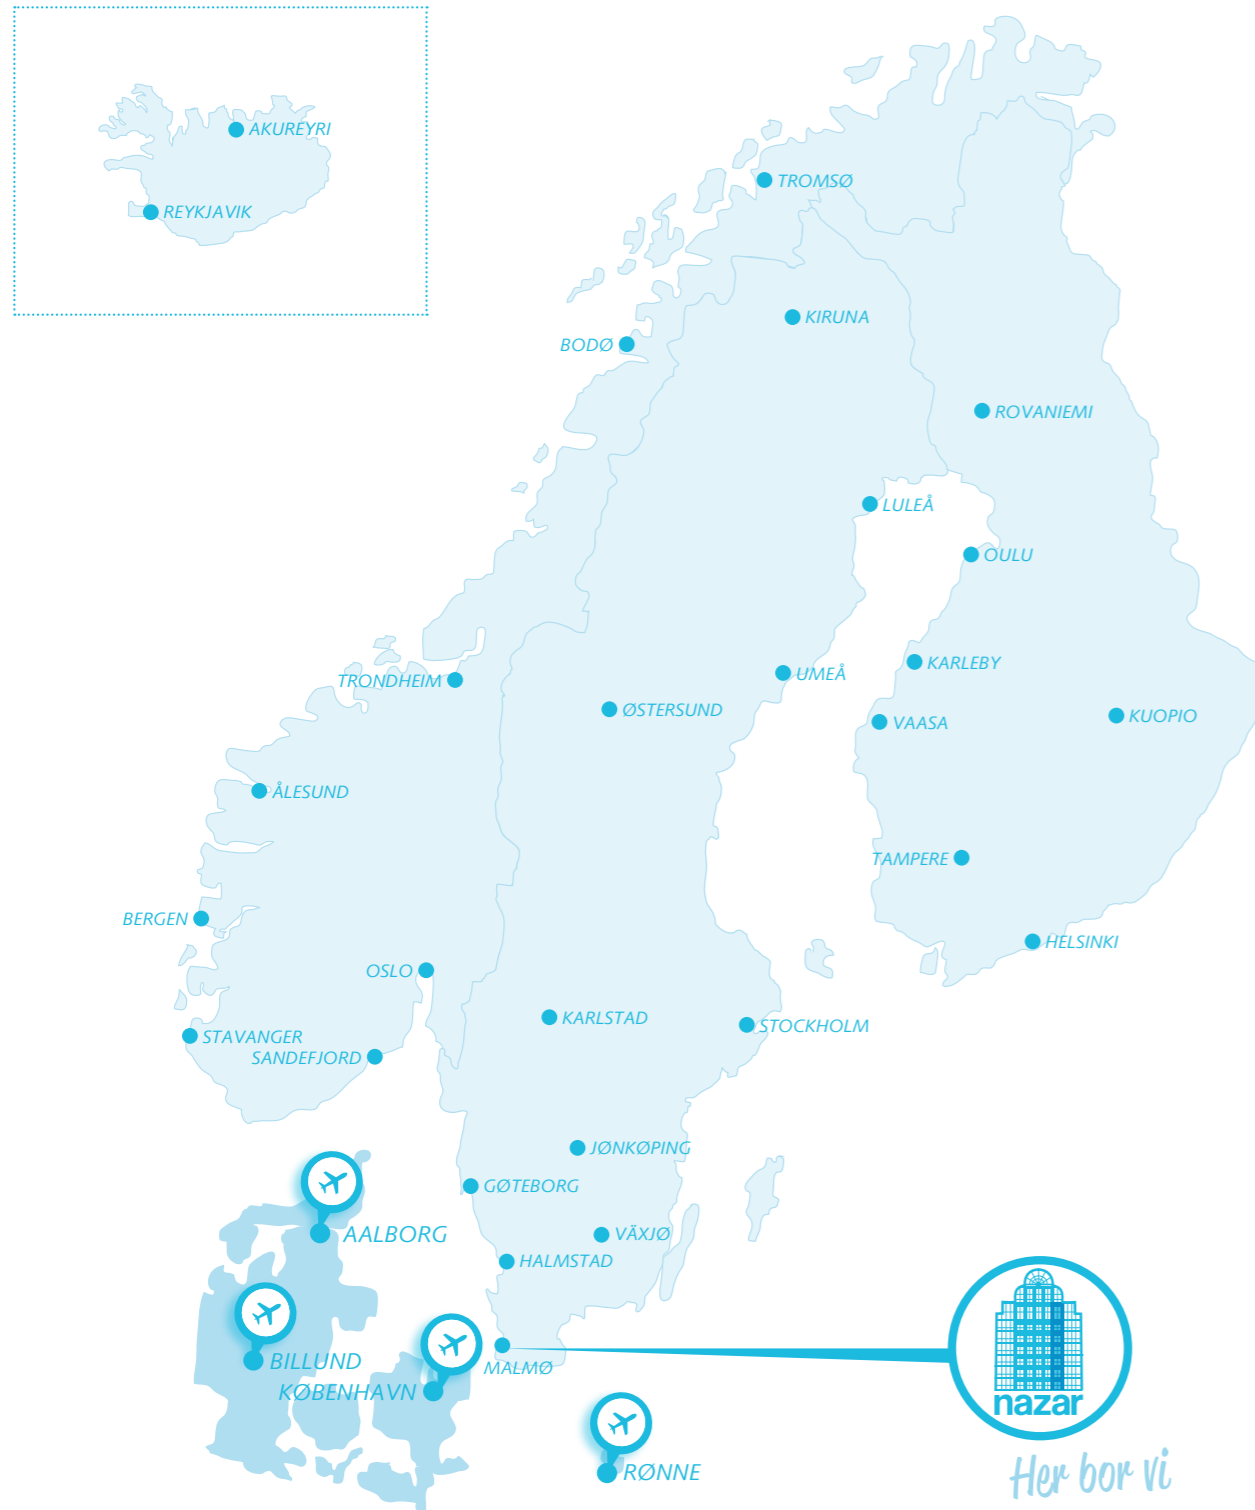 AKUREYRI
REYKJAVIK
TROMSØ
KIRUNA
BODØ
ROVANIEMI
LULEÅ
OULU
KARLEBY
UMEÅ
TRONDHEIM
ØSTERSUND
VAASA
KUOPIO
ÅLESUND
TAMPERE
BERGEN
HELSINKI
OSLO
KARLSTAD
STOCKHOLM
STAVANGER
SANDEFJORD
JØNKØPING
GØTEBORG
AALBORG
VÄXJØ
HALMSTAD
BILLUND
MALMØ
KØBENHAVN
nazar
RØNNE
Her bor vi